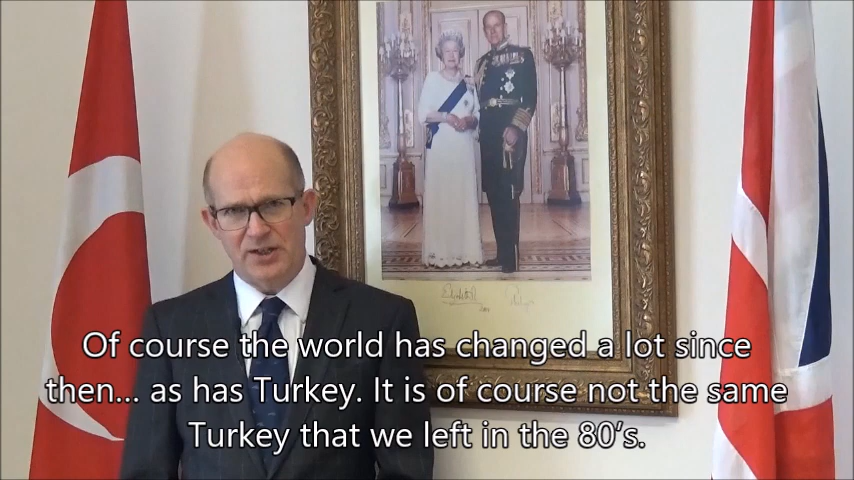 Of course the world has changed a lot since
then... as has Turkey. It is of course not the same
Turkey that we left in the 80's.